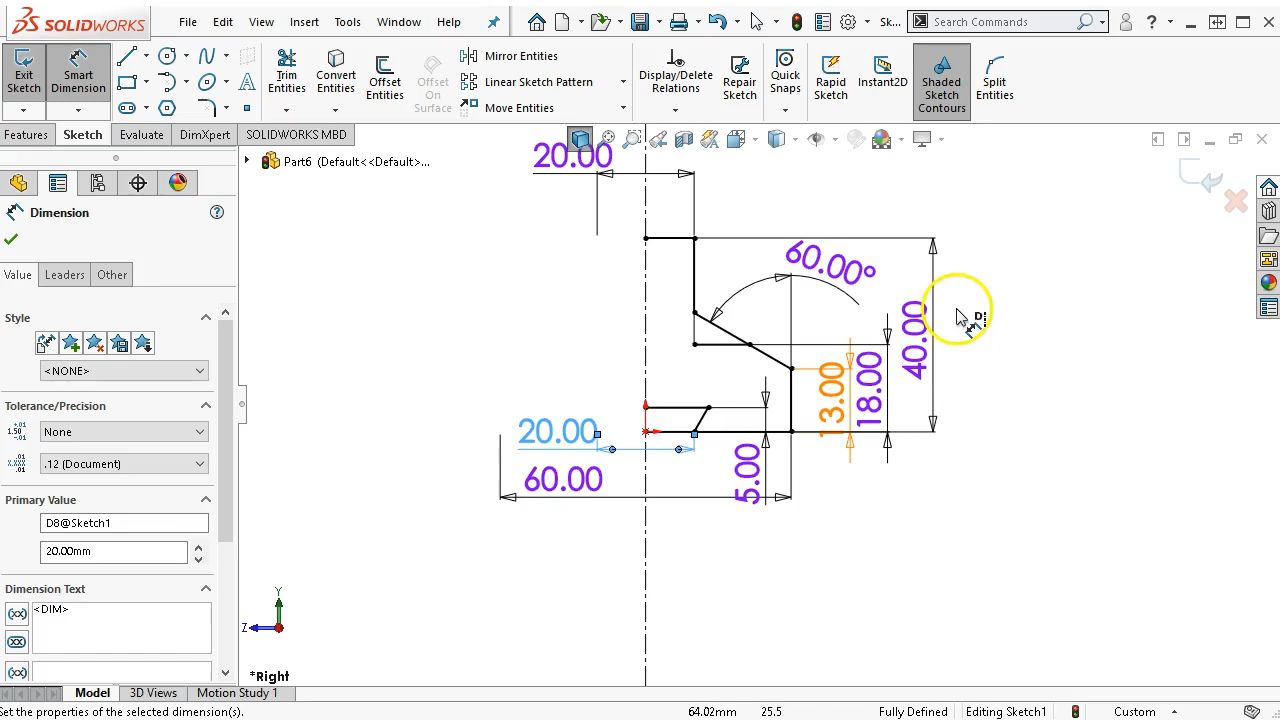 SOLIDWORKS
File
Edit
View
Insert
Tools
Window
Help
Sk...
Search Commands
?
Exit
Sketch
Smart
Dimension
Trim
Entities
Convert
Entities
Offset
Entities
Offset
On
Surface
Mirror Entities
Linear Sketch Pattern
Move Entities
Display/Delete
Relations
Repair
Sketch
Quick
Snaps
Rapid
Sketch
Instant2D
Shaded
Sketch
Contours
Split
Entities
Features
Sketch
Evaluate
DimXpert
SOLIDWORKS MBD
Part6 (Default<<Default>...
Dimension
Value
Leaders
Other
Style
<NONE>
Tolerance/Precision
None
.12 (Document)
Primary Value
D8@Sketch1
20.00mm
Dimension Text
<DIM>
20.00
60.00°
40.00
18.00
13.00
20.00
60.00
5.00
Y
Z
*Right
Model
3D Views
Motion Study 1
Set the properties of the selected dimension(s).
64.02mm
25.5
Fully Defined
Editing Sketch1
Custom